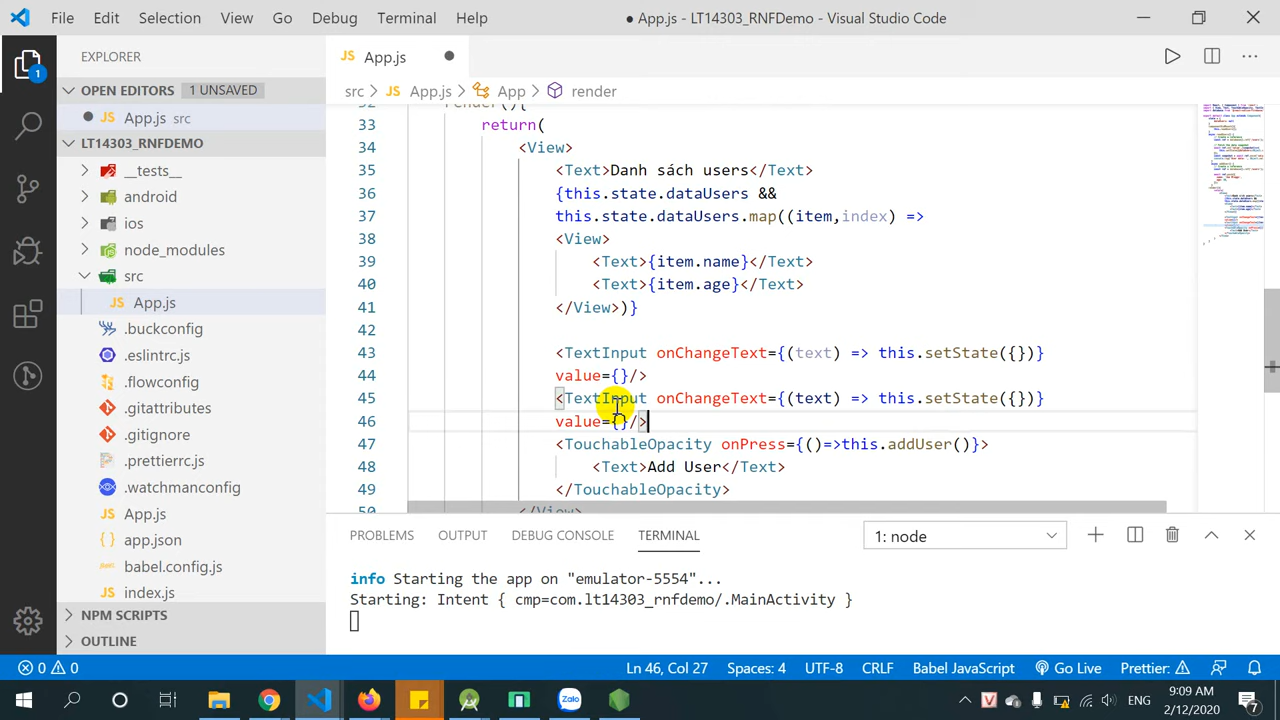 File Edit Selection View Go Debug Terminal Help ● App.js - LT14303_RNFDemo - Visual Studio Code
EXPLORER
OPEN EDITORS 1 UNSAVED
App.js src
LT14303_RNFDEMO
__tests__
android
ios
node_modules
src
JS App.js
.buckconfig
.eslintrc.js
.flowconfig
.gitattributes
.gitignore
.prettierrc.js
.watchmanconfig
JS App.js
{} app.json
babel.config.js
JS index.js
NPM SCRIPTS
OUTLINE
1
JS App.js ●
src > JS App.js > App > render
33 return(
34 <View>
35 <Text>Danh sách users</Text>
36 {this.state.dataUsers &&
37 this.state.dataUsers.map((item,index) =>
38 <View>
39 <Text>{item.name}</Text>
40 <Text>{item.age}</Text>
41 </View>)}
42
43 <TextInput onChangeText={(text) => this.setState({})}
44 value={}/>
45 <TextInput onChangeText={(text) => this.setState({})}
46 value={}/>
47 <TouchableOpacity onPress={()=>this.addUser()}>
48 <Text>Add User</Text>
49 </TouchableOpacity>
50 </View>
PROBLEMS OUTPUT DEBUG CONSOLE TERMINAL 1: node
info Starting the app on "emulator-5554"...
Starting: Intent { cmp=com.lt14303_rnfdemo/.MainActivity }
0 0 Ln 46, Col 27 Spaces: 4 UTF-8 CRLF Babel JavaScript Go Live Prettier:
Zalo V ENG 9:09 AM
2/12/2020 7